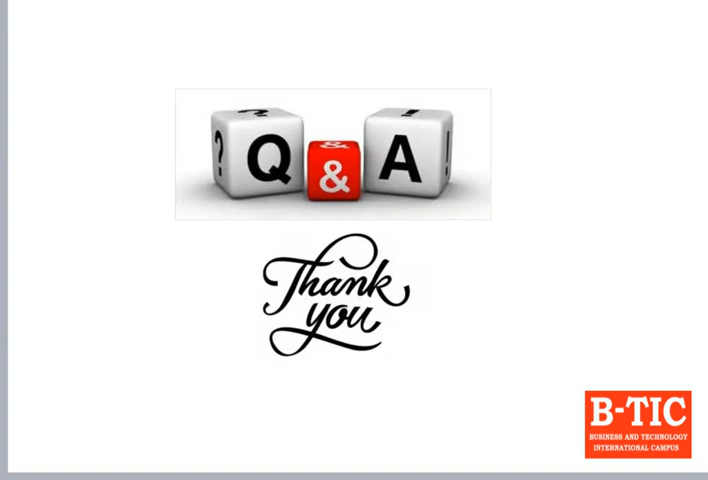 ? Q & A !
? & !
Thank
you
B-TIC
BUSINESS AND TECHNOLOGY
INTERNATIONAL CAMPUS